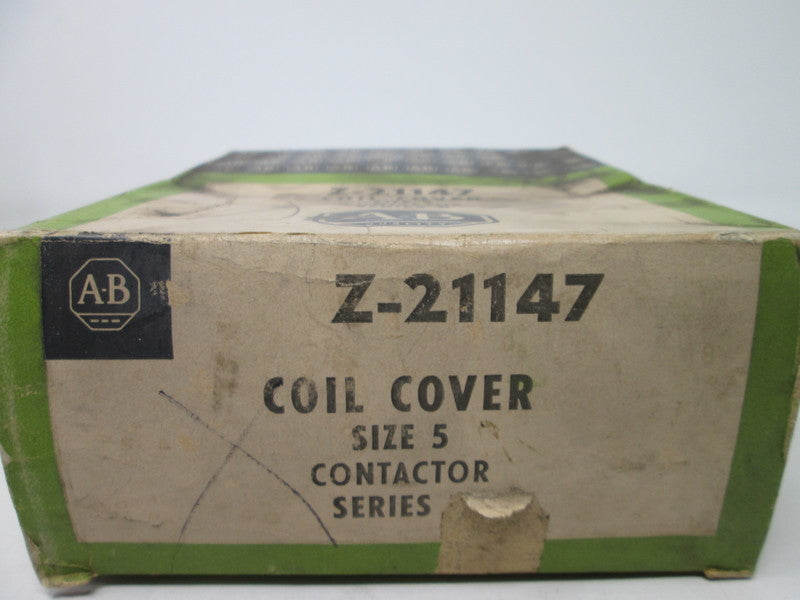 Z-21147
A-B
A-B
Z-21147
COIL COVER
SIZE 5
CONTACTOR
SERIES